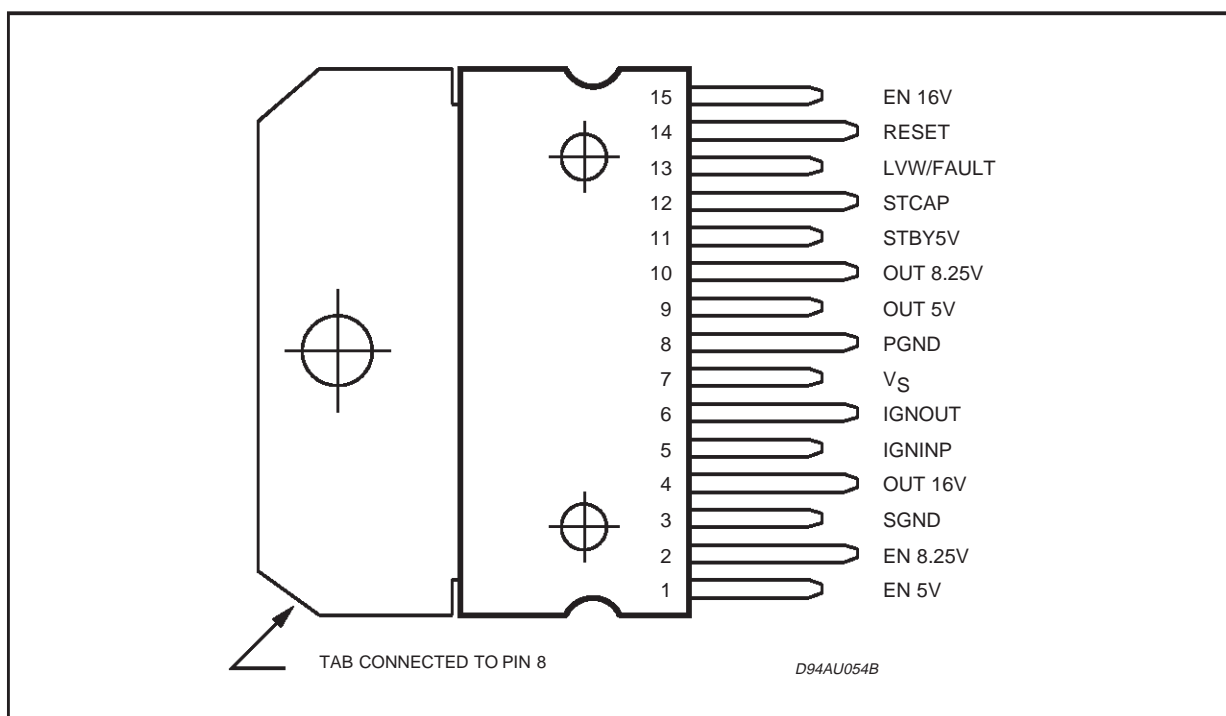 15 EN 16V
14 RESET
13 LVW/FAULT
12 STCAP
11 STBY5V
10 OUT 8.25V
9 OUT 5V
8 PGND
7 VS
6 IGNOUT
5 IGNINP
4 OUT 16V
3 SGND
2 EN 8.25V
1 EN 5V
TAB CONNECTED TO PIN 8
D94AU054B